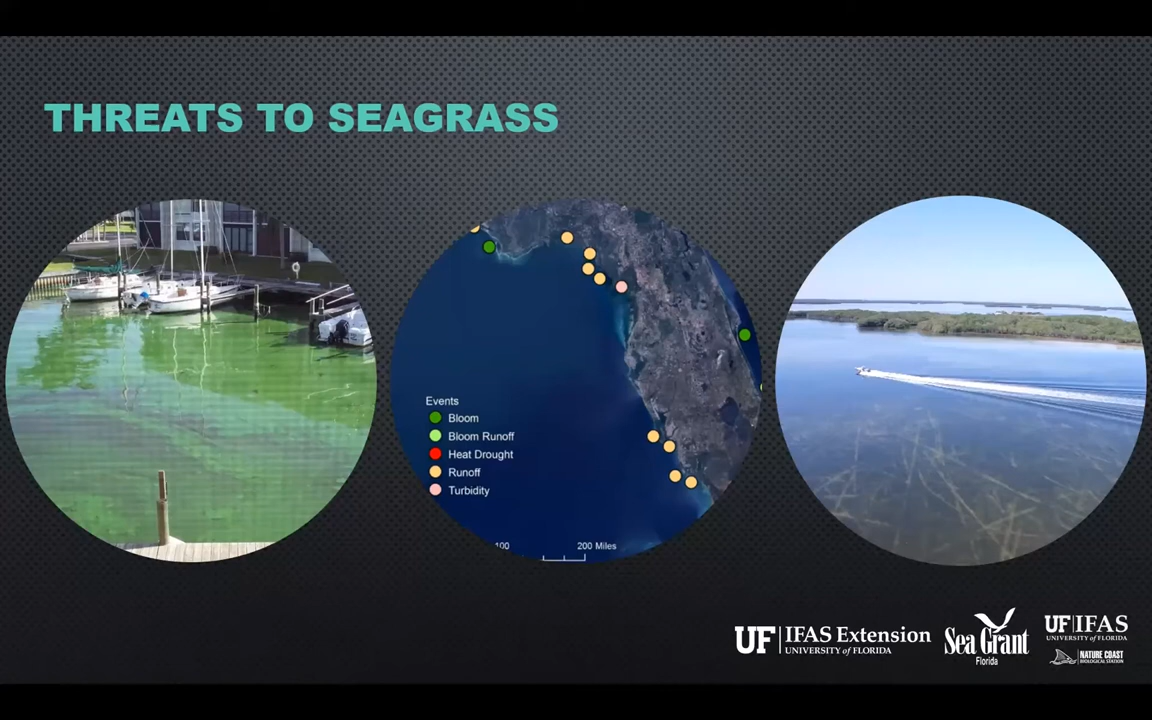 THREATS TO SEAGRASS
Events
Bloom
Bloom Runoff
Heat Drought
Runoff
Turbidity
100 200 Miles
UF IFAS Extension
UNIVERSITY of FLORIDA
Sea Grant
Florida
UF IFAS
UNIVERSITY of FLORIDA
NATURE COAST
BIOLOGICAL STATION